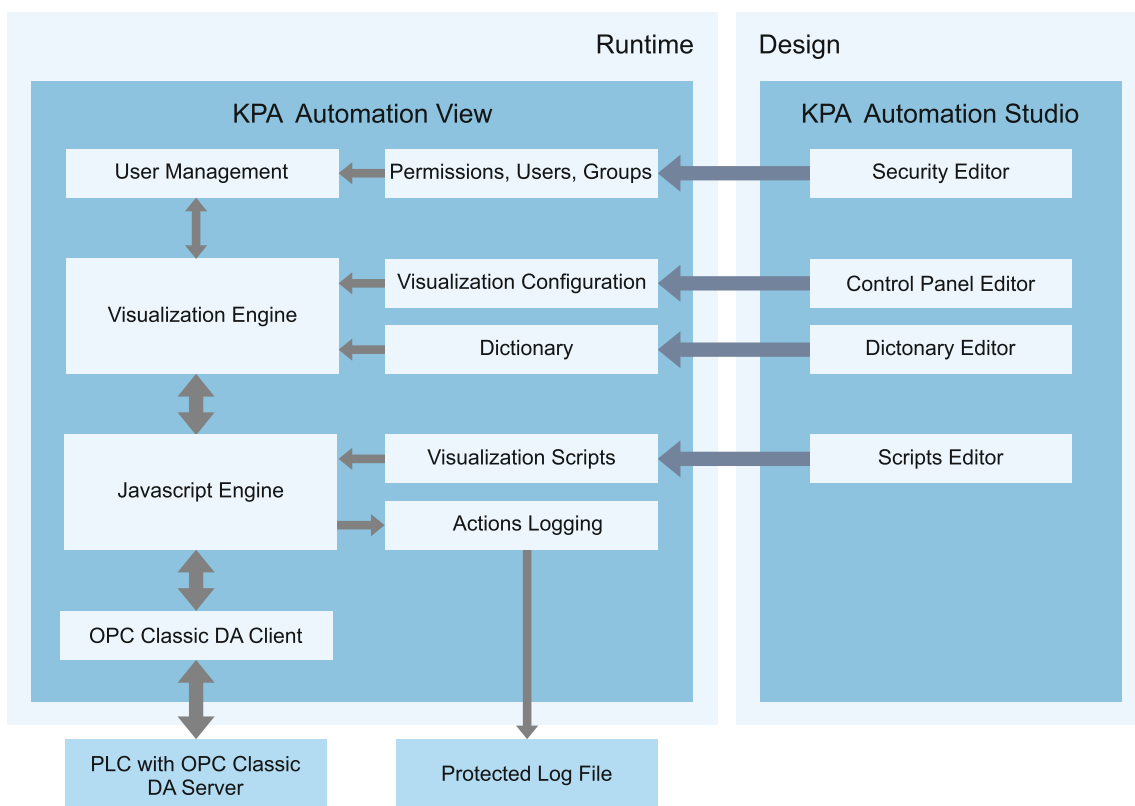 Runtime
Design
KPA Automation View
KPA Automation Studio
User Management
Permissions, Users, Groups
Security Editor
Visualization Engine
Visualization Configuration
Control Panel Editor
Dictionary
Dictonary Editor
Javascript Engine
Visualization Scripts
Scripts Editor
Actions Logging
OPC Classic DA Client
PLC with OPC Classic
DA Server
Protected Log File